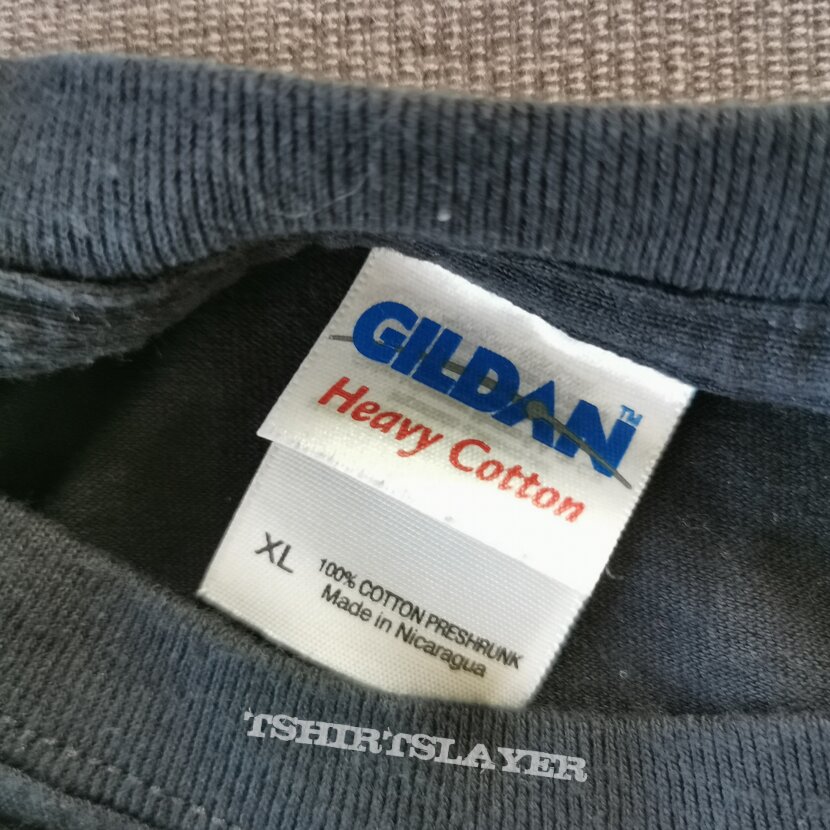 GILDAN™
Heavy Cotton
XL
100% COTTON PRESHRUNK
Made in Nicaragua
TSHIRTSLAYER